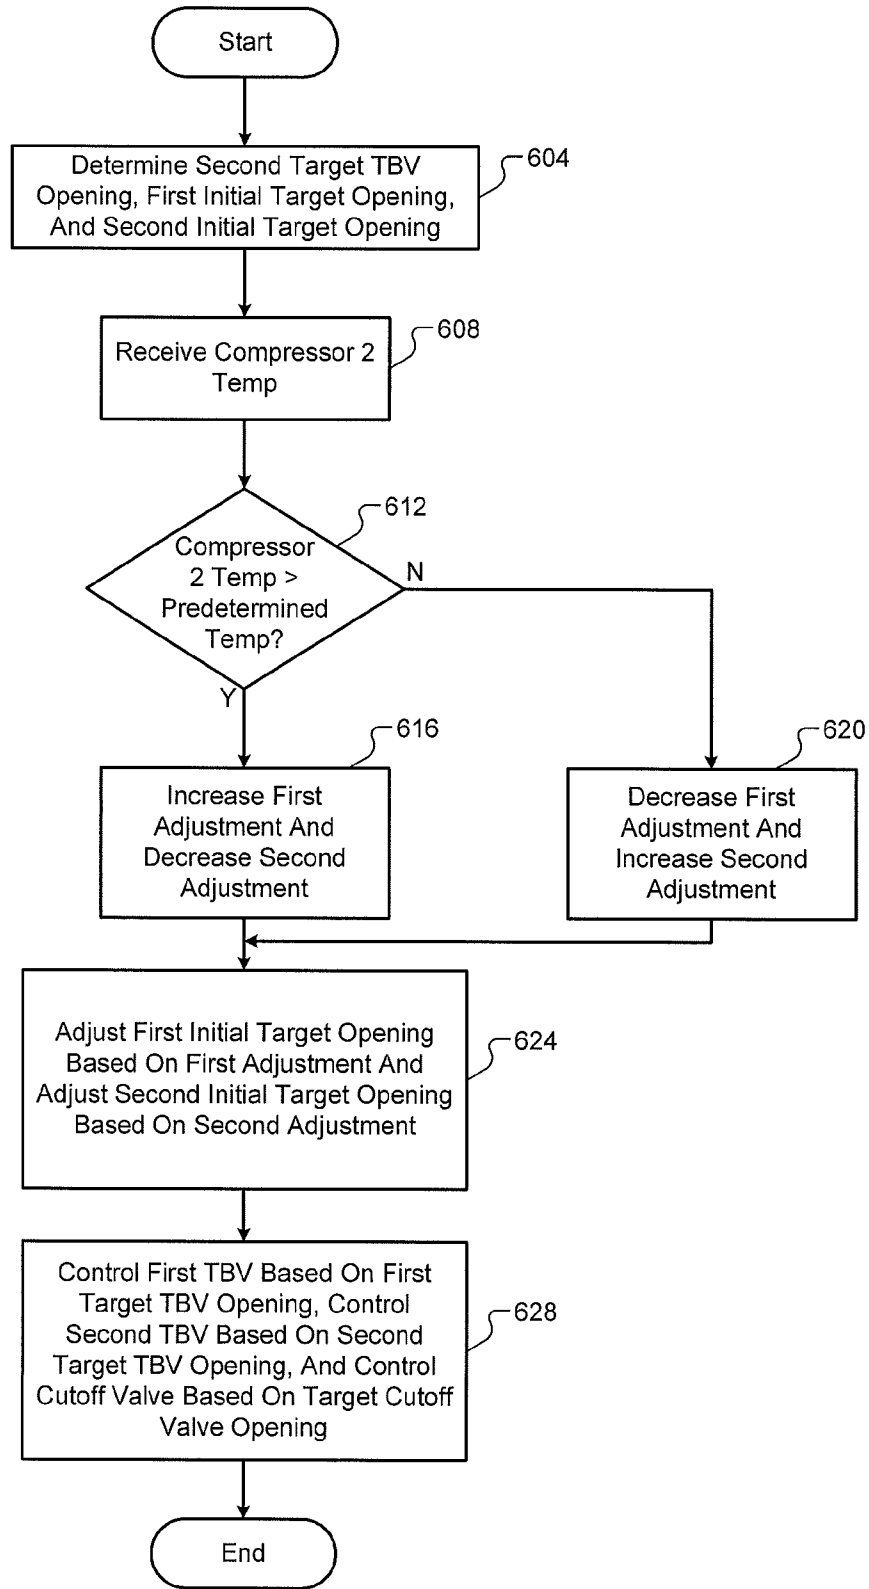 Start
Determine Second Target TBV
Opening, First Initial Target Opening,
And Second Initial Target Opening
604
Receive Compressor 2
Temp
608
Compressor
2 Temp >
Predetermined
Temp?
612
N
Y
Increase First
Adjustment And
Decrease Second
Adjustment
616
Decrease First
Adjustment And
Increase Second
Adjustment
620
Adjust First Initial Target Opening
Based On First Adjustment And
Adjust Second Initial Target Opening
Based On Second Adjustment
624
Control First TBV Based On First
Target TBV Opening, Control
Second TBV Based On Second
Target TBV Opening, And Control
Cutoff Valve Based On Target Cutoff
Valve Opening
628
End